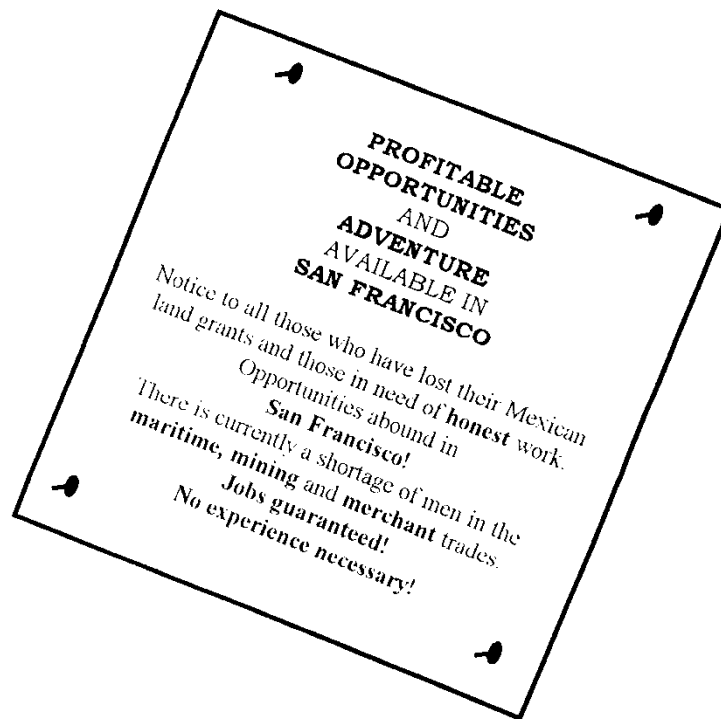 PROFITABLE
OPPORTUNITIES
AND
ADVENTURE
AVAILABLE IN
SAN FRANCISCO
Notice to all those who have lost their Mexican
land grants and those in need of honest work.
Opportunities abound in
San Francisco!
There is currently a shortage of men in the
maritime, mining and merchant trades.
Jobs guaranteed!
No experience necessary!